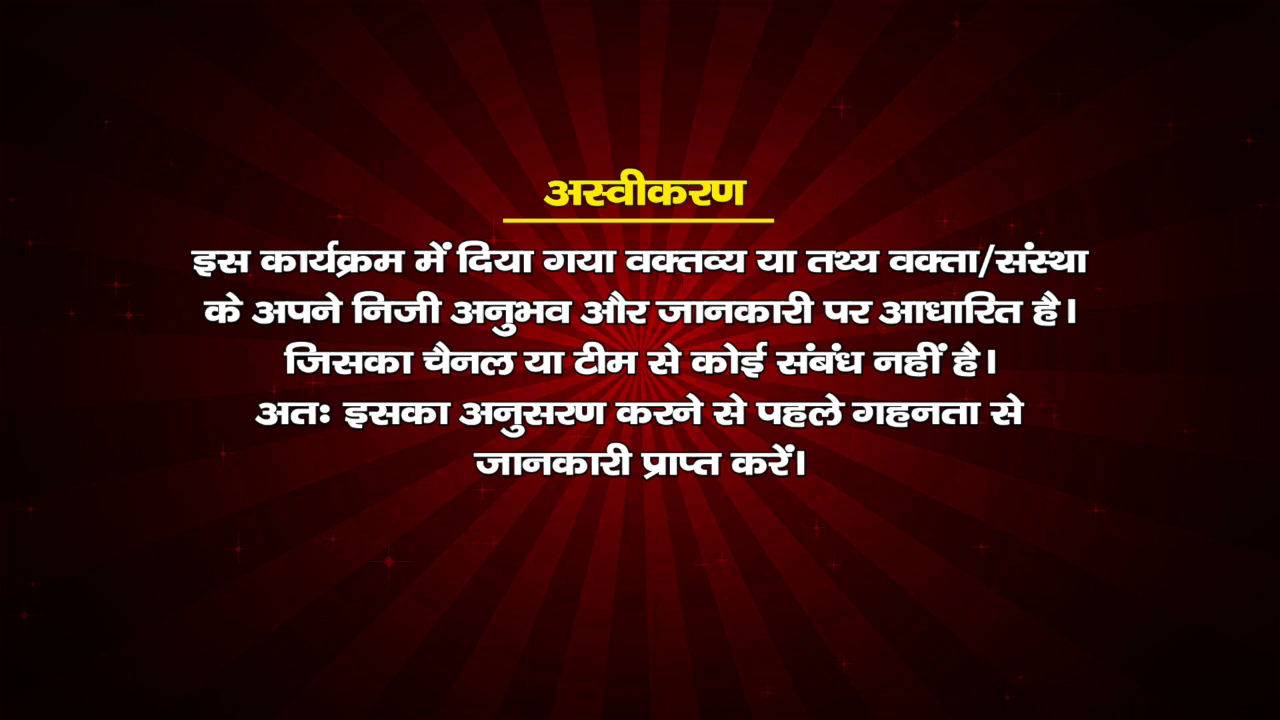 अस्वीकरण
इस कार्यक्रम में दिया गया वक्तव्य या तथ्य वक्ता/संस्था
के अपने निजी अनुभव और जानकारी पर आधारित है।
जिसका चैनल या टीम से कोई संबंध नहीं है।
अतः इसका अनुसरण करने से पहले गहनता से
जानकारी प्राप्त करें।